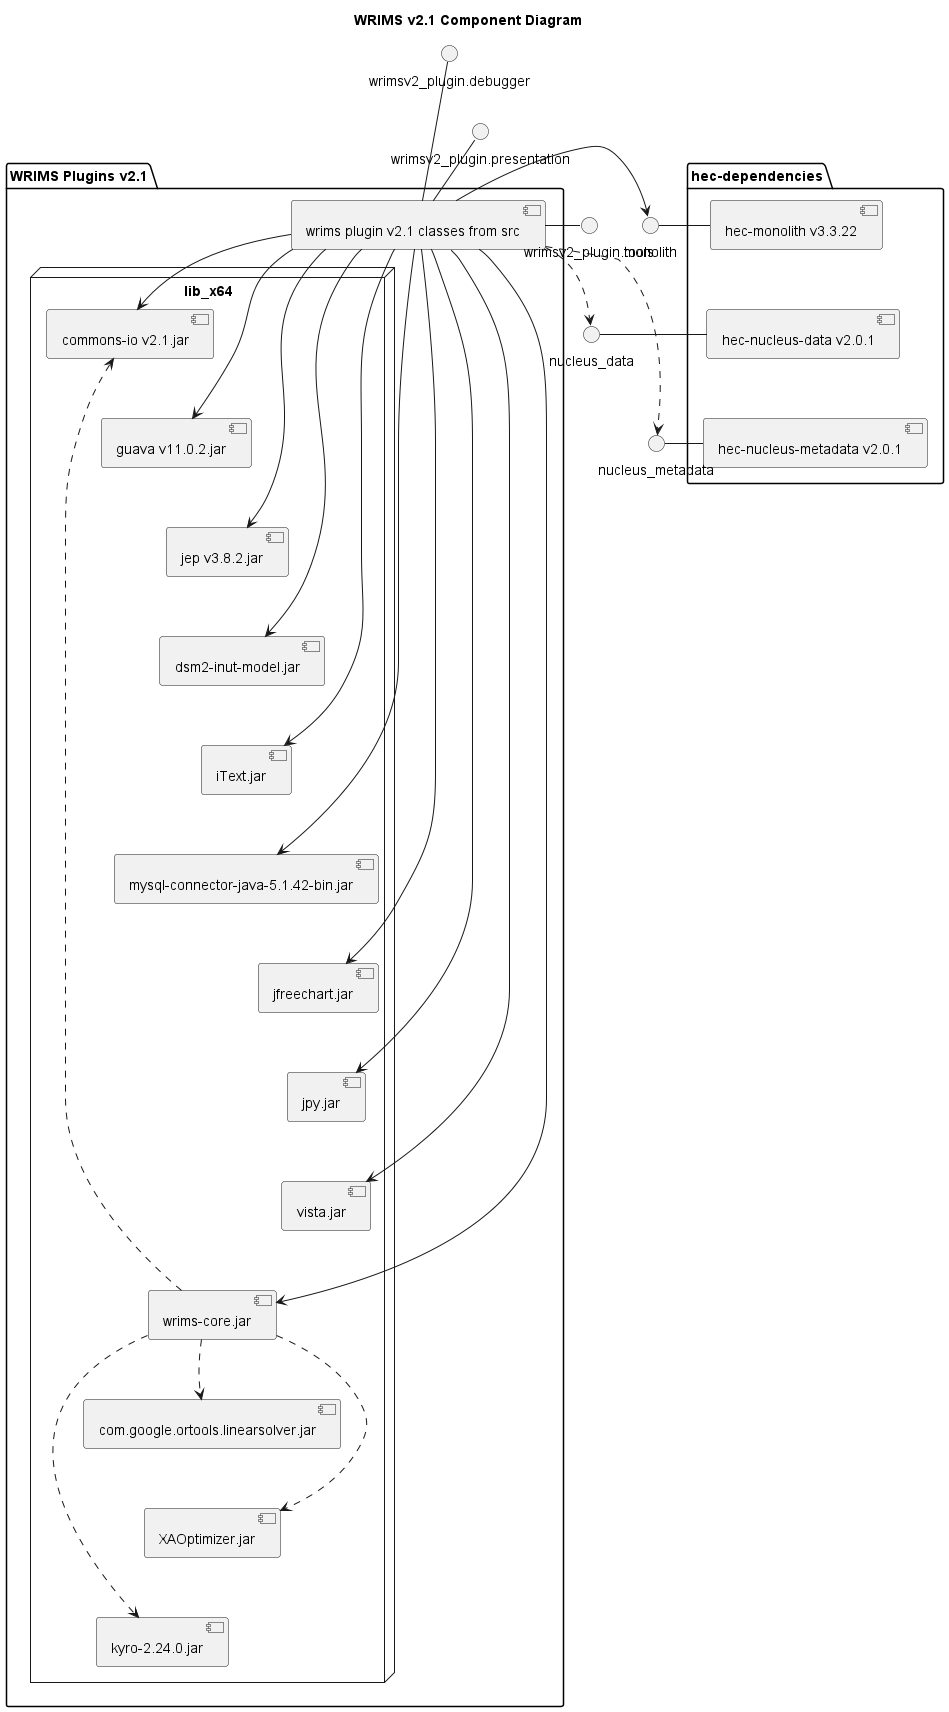 WRIMS v2.1 Component Diagram
wrimsv2_plugin.debugger
wrimsv2_plugin.presentation
WRIMS Plugins v2.1
hec-dependencies
wrims plugin v2.1 classes from src
hec-monolith v3.3.22
wrimsv2_plugin.tools
monolith
lib_x64
commons-io v2.1.jar
hec-nucleus-data v2.0.1
nucleus_data
guava v11.0.2.jar
hec-nucleus-metadata v2.0.1
nucleus_metadata
jep v3.8.2.jar
dsm2-inut-model.jar
iText.jar
mysql-connector-java-5.1.42-bin.jar
jfreechart.jar
jpy.jar
vista.jar
wrims-core.jar
com.google.ortools.linearsolver.jar
XAOptimizer.jar
kyro-2.24.0.jar